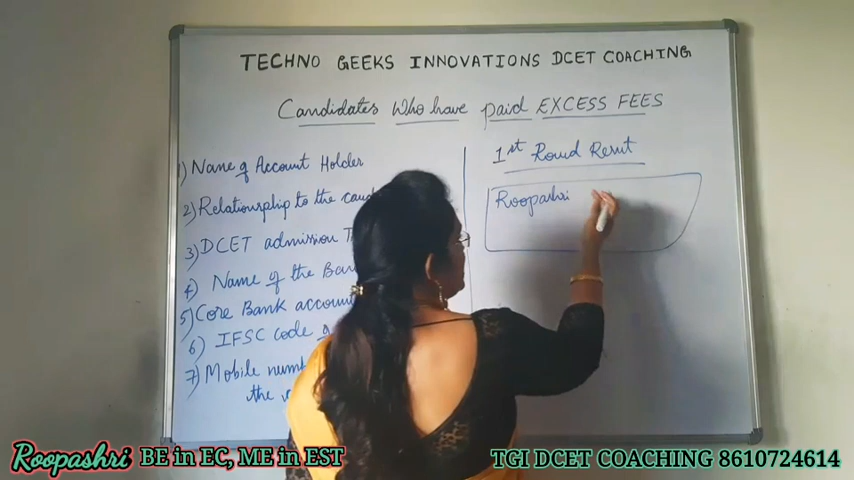 TECHNO GEEKS INNOVATIONS DCET COACHING
Candidates Who have paid EXCESS FEES
1) Name of Account Holder
2) Relationship to the
3) DCET admission
4) Name of the
5) Core Bank account
6) IFSC code
7) Mobile
the
1st Round Result
Roopashri
Roopashri BE in EC, ME in EST
TGI DCET COACHING 8610724614